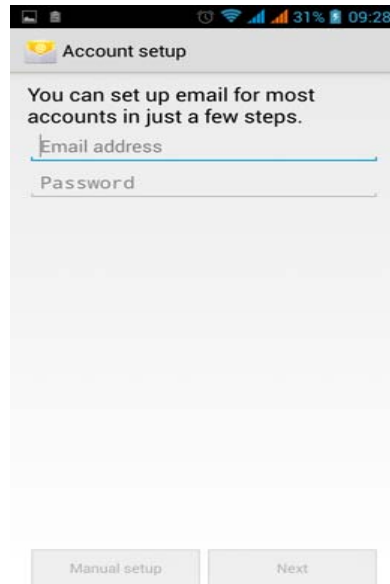 31% 09:28
Account setup
You can set up email for most
accounts in just a few steps.
Email address
Password
Manual setup Next